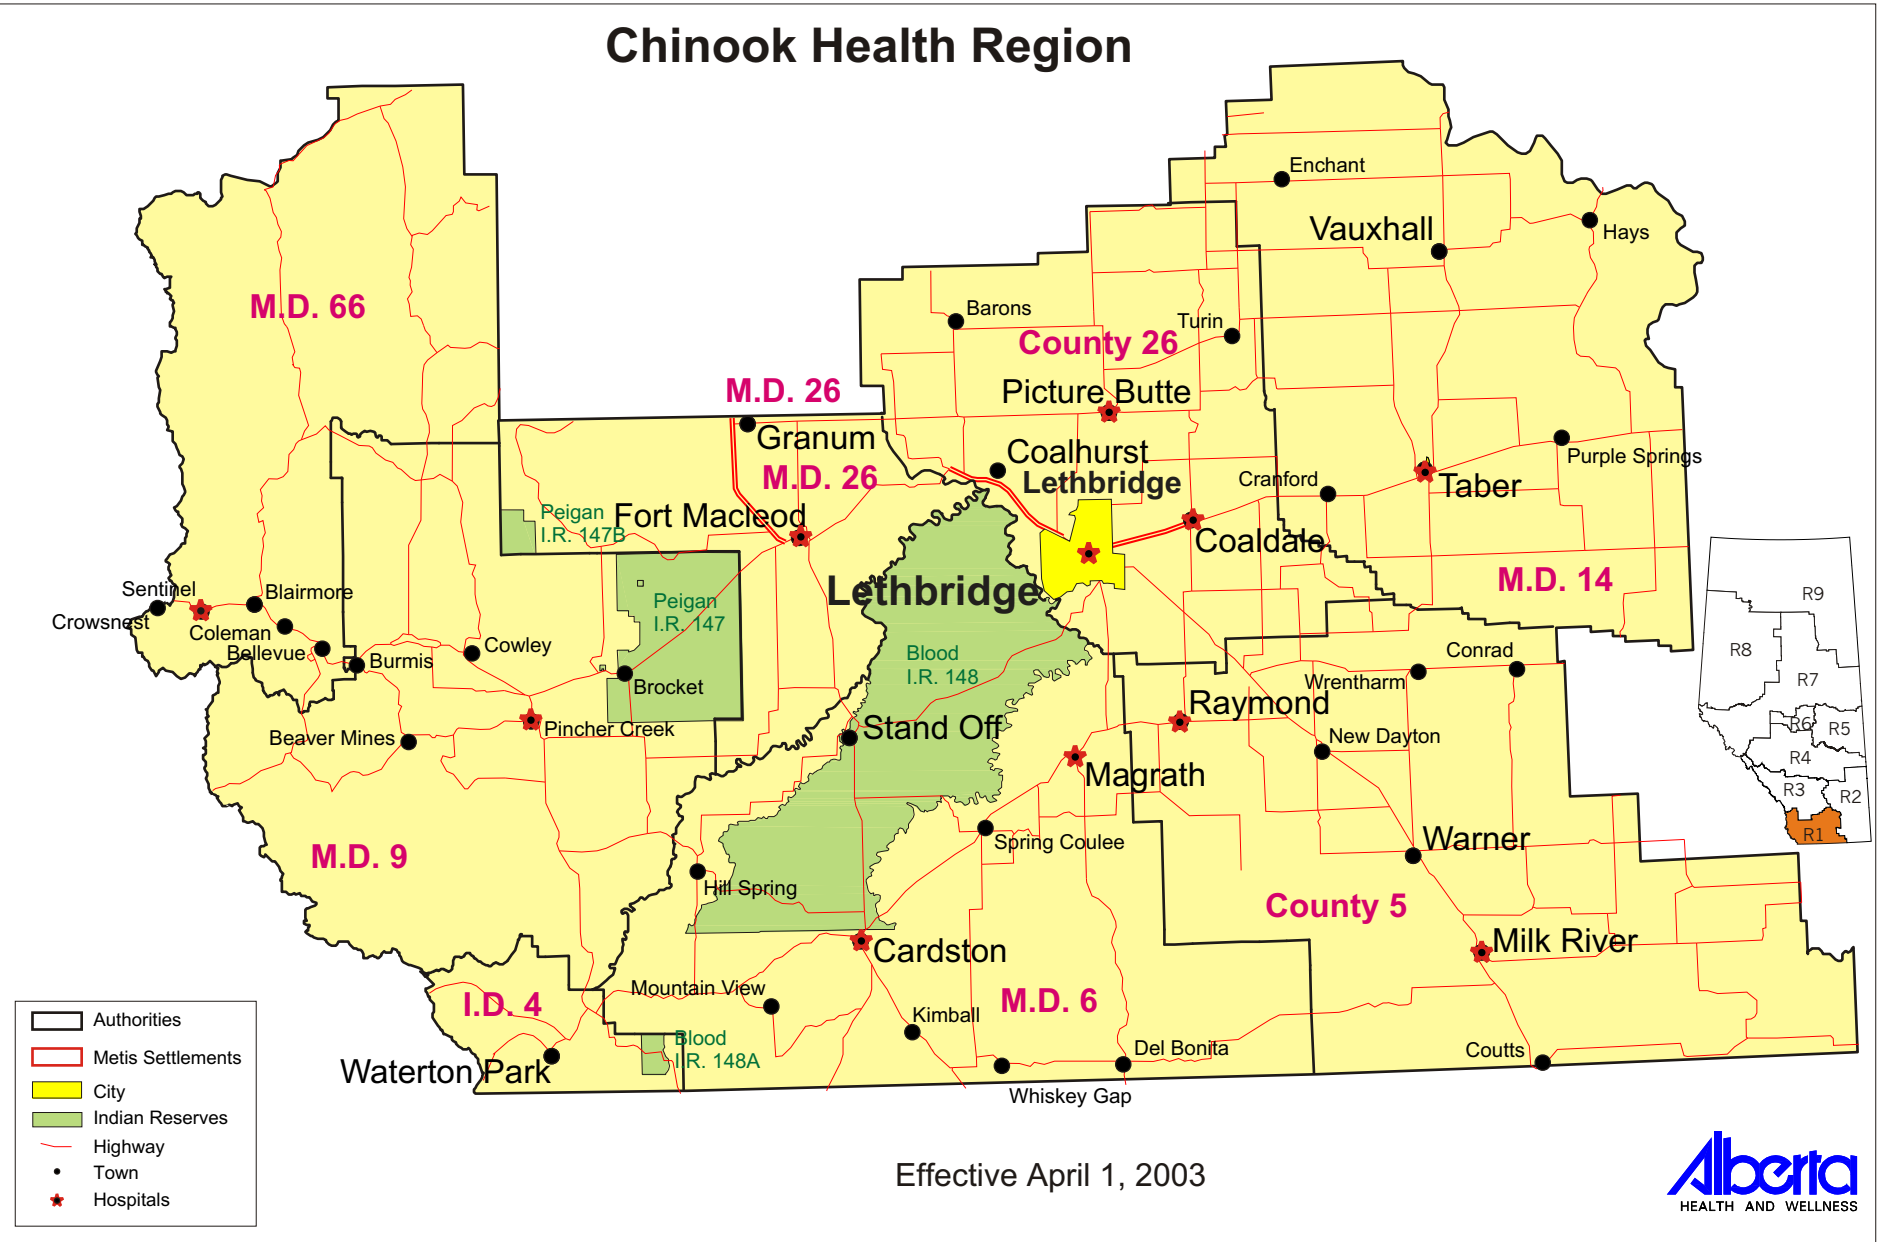 Chinook Health Region
Enchant
Vauxhall
Hays
M.D. 66
Barons
Turin
County 26
M.D. 26
Picture Butte
Granum
Coalhurst
M.D. 26
Lethbridge
Cranford
Purple Springs
Taber
Peigan
I.R. 147B
Fort Macleod
Coaldale
M.D. 14
Sentinel
Blairmore
Crowsnest
Coleman
Bellevue
Burmis
Cowley
Peigan
I.R. 147
Lethbridge
Blood
I.R. 148
Conrad
Wrentharm
Brocket
Raymond
Pincher Creek
Beaver Mines
Stand Off
New Dayton
Magrath
Spring Coulee
Warner
M.D. 9
Hill Spring
County 5
Cardston
Milk River
Mountain View
I.D. 4
M.D. 6
Kimball
Blood
I.R. 148A
Waterton Park
Del Bonita
Coutts
Whiskey Gap
R9
R8
R7
R6
R5
R4
R3
R2
R1
Authorities
Metis Settlements
City
Indian Reserves
Highway
Town
Hospitals
Effective April 1, 2003
Alberta
HEALTH AND WELLNESS